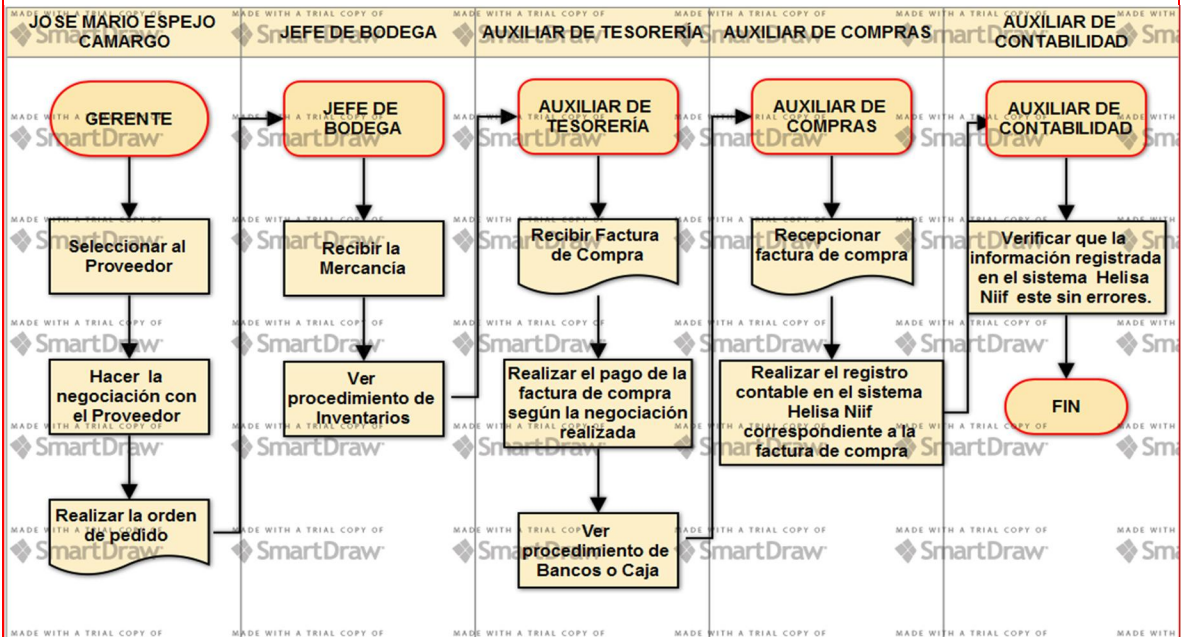 JOSE MARIO ESPEJO
CAMARGO
JEFE DE BODEGA
AUXILIAR DE TESORERÍA
AUXILIAR DE COMPRAS
AUXILIAR DE
CONTABILIDAD
GERENTE
Seleccionar al
Proveedor
Hacer la
negociación con
el Proveedor
Realizar la orden
de pedido
JEFE DE
BODEGA
Recibir la
Mercancía
Ver
procedimiento de
Inventarios
AUXILIAR DE
TESORERÍA
Recibir Factura
de Compra
Realizar el pago de la
factura de compra
según la negociación
realizada
Ver
procedimiento de
Bancos o Caja
AUXILIAR DE
COMPRAS
Recepcionar
factura de compra
Realizar el registro
contable en el sistema
Helisa Niif
correspondiente a la
factura de compra
AUXILIAR DE
CONTABILIDAD
Verificar que la
información registrada
en el sistema Helisa
Niif este sin errores.
FIN
MADE WITH A TRIAL COPY OF
SmartDraw